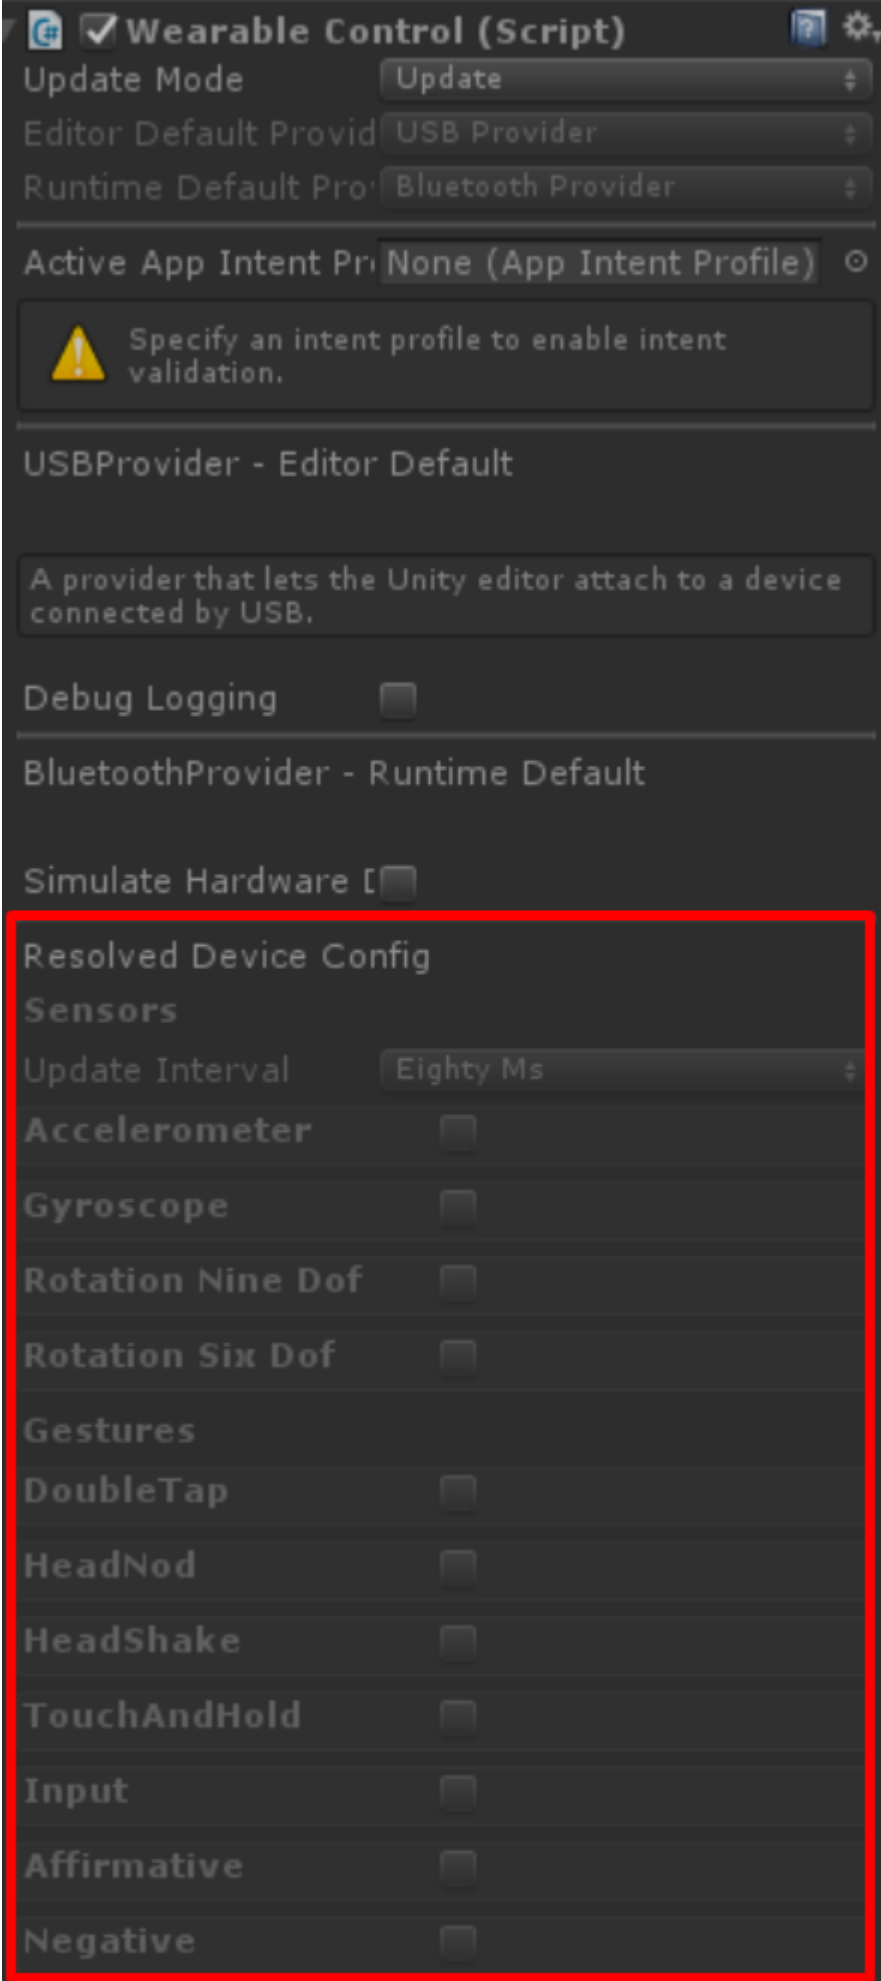 Wearable Control (Script)
Update Mode Update
Editor Default Provid USB Provider
Runtime Default Pro Bluetooth Provider
Active App Intent Pr None (App Intent Profile)
Specify an intent profile to enable intent
validation.
USBProvider - Editor Default
A provider that lets the Unity editor attach to a device
connected by USB.
Debug Logging
BluetoothProvider - Runtime Default
Simulate Hardware
Resolved Device Config
Sensors
Update Interval Eighty Ms
Accelerometer
Gyroscope
Rotation Nine Dof
Rotation Six Dof
Gestures
DoubleTap
HeadNod
HeadShake
TouchAndHold
Input
Affirmative
Negative